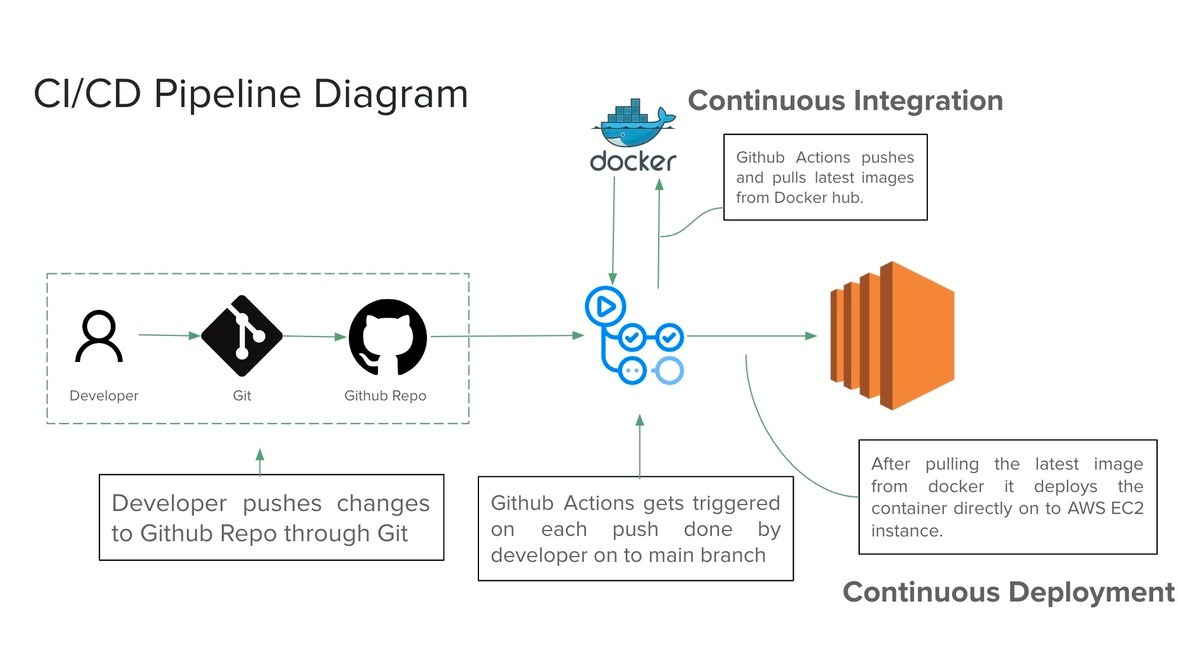 CI/CD Pipeline Diagram
docker
Continuous Integration
Github Actions pushes
and pulls latest images
from Docker hub.
Developer
Git
Github Repo
Developer pushes changes
to Github Repo through Git
Github Actions gets triggered
on each push done by
developer on to main branch
After pulling the latest image
from docker it deploys the
container directly on to AWS EC2
instance.
Continuous Deployment